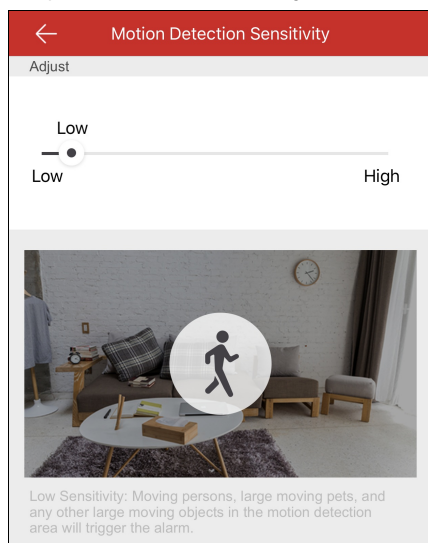 Motion Detection Sensitivity
Adjust
Low
Low High
Low Sensitivity: Moving persons, large moving pets, and
any other large moving objects in the motion detection
area will trigger the alarm.